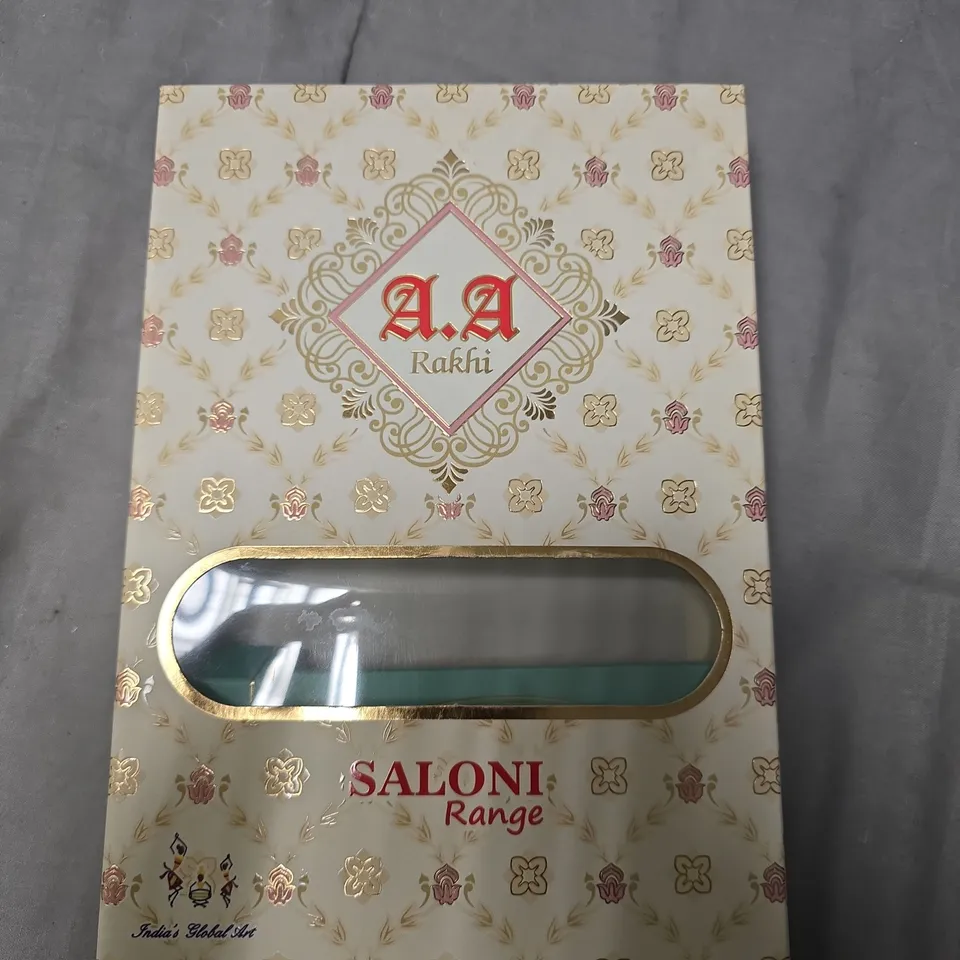 A.A
Rakhi
SALONI
Range
India's Global Art